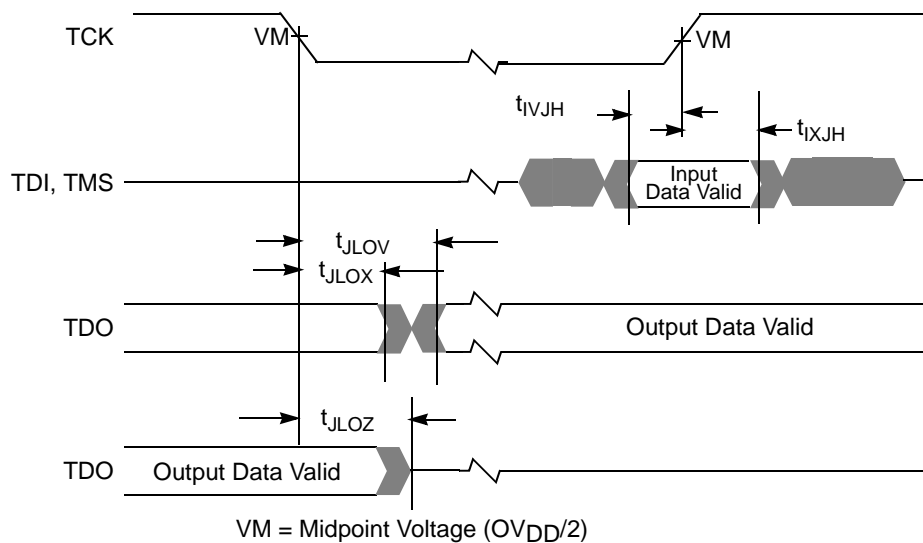 TCK
VM
VM
tIVJH
tIXJH
TDI, TMS
Input
Data Valid
tJLOV
tJLOX
TDO
Output Data Valid
tJLOZ
TDO
Output Data Valid
VM = Midpoint Voltage (OVDD/2)